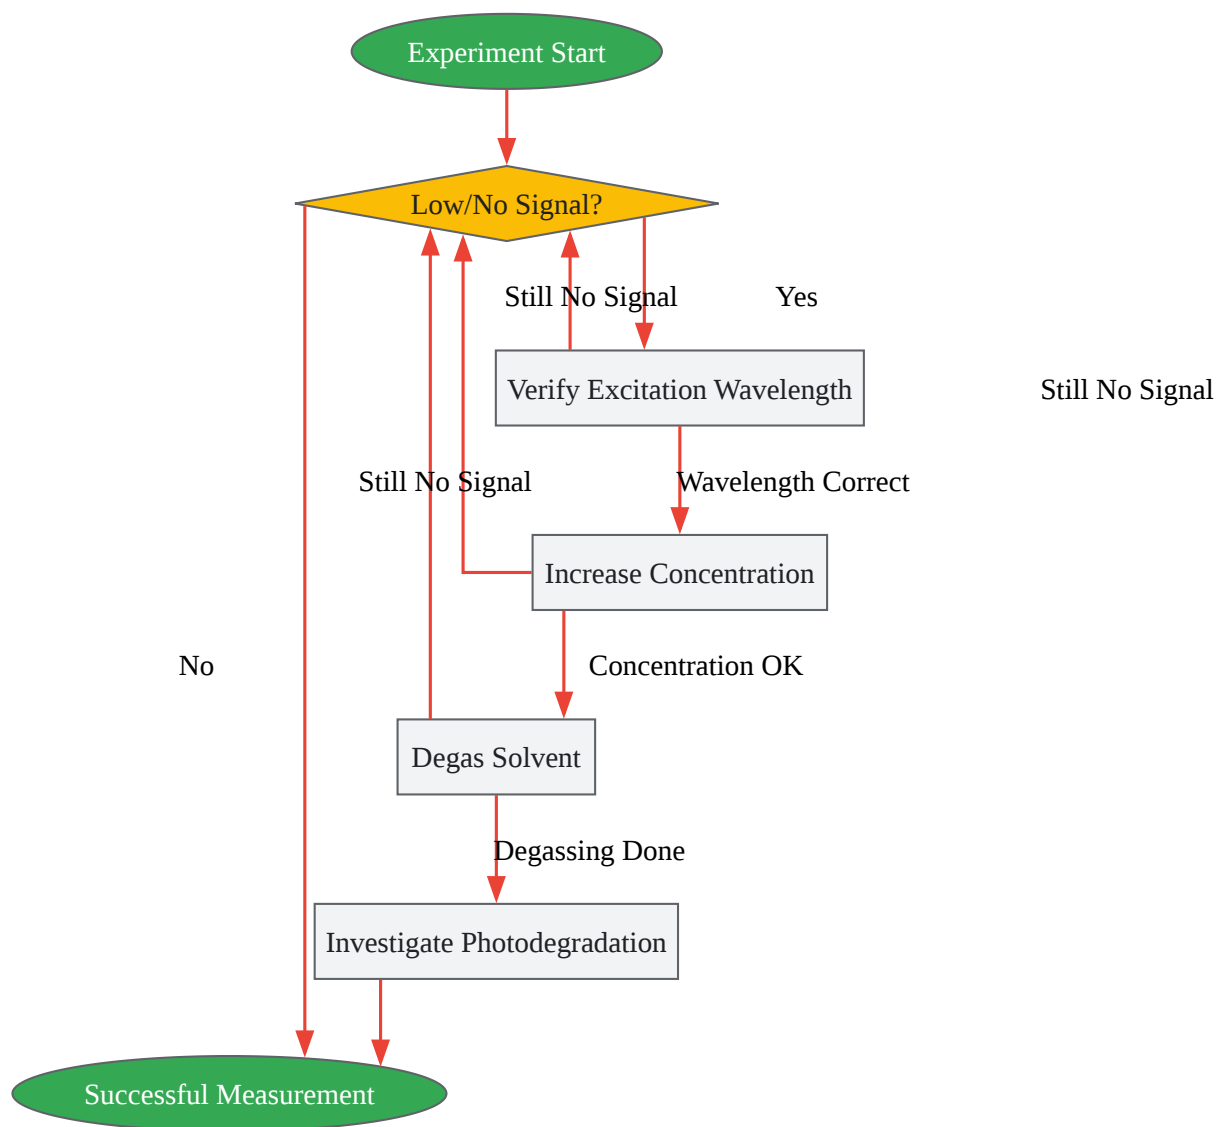 Experiment Start
Low/No Signal?
Still No Signal
Yes
Verify Excitation Wavelength
Still No Signal
Still No Signal
Wavelength Correct
Increase Concentration
No
Concentration OK
Degas Solvent
Degassing Done
Investigate Photodegradation
Successful Measurement